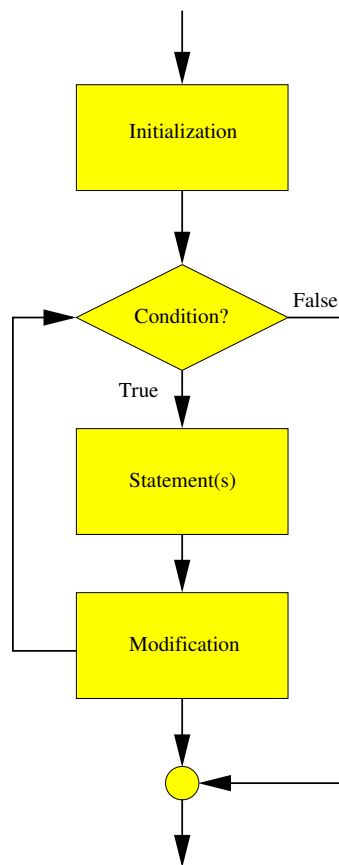 Initialization
Condition?
False
True
Statement(s)
Modification